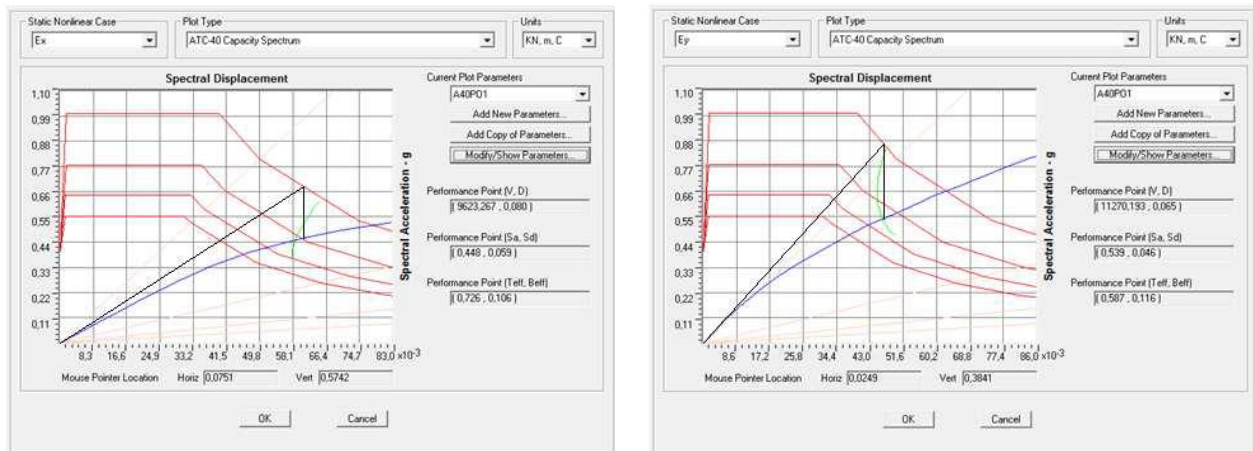 Static Nonlinear Case
Plot Type
Units
Ex
ATC-40 Capacity Spectrum
KN, m, C
Spectral Displacement
Current Plot Parameters
A40PO1
Add New Parameters...
Add Copy of Parameters...
Modify/Show Parameters...
Performance Point (V, D)
( 9623,267 , 0,080 )
Performance Point (Sa, Sd)
( 0,448 , 0,059 )
Performance Point (Teff, Beff)
( 0,726 , 0,106 )
1,10
0,99
0,88
0,77
0,66
0,55
0,44
0,33
0,22
0,11
Spectral Acceleration - g
8,3 16,6 24,9 33,2 41,5 49,8 58,1 66,4 74,7 83,0 x10-3
Mouse Pointer Location Horiz 0,0751 Vert 0,5742
OK Cancel
Static Nonlinear Case
Plot Type
Units
Ey
ATC-40 Capacity Spectrum
KN, m, C
Spectral Displacement
Current Plot Parameters
A40PO1
Add New Parameters...
Add Copy of Parameters...
Modify/Show Parameters...
Performance Point (V, D)
( 11270,193 , 0,065 )
Performance Point (Sa, Sd)
( 0,539 , 0,046 )
Performance Point (Teff, Beff)
( 0,587 , 0,116 )
1,10
0,99
0,88
0,77
0,66
0,55
0,44
0,33
0,22
0,11
Spectral Acceleration - g
8,6 17,2 25,8 34,4 43,0 51,6 60,2 68,8 77,4 86,0 x10-3
Mouse Pointer Location Horiz 0,0249 Vert 0,3841
OK Cancel